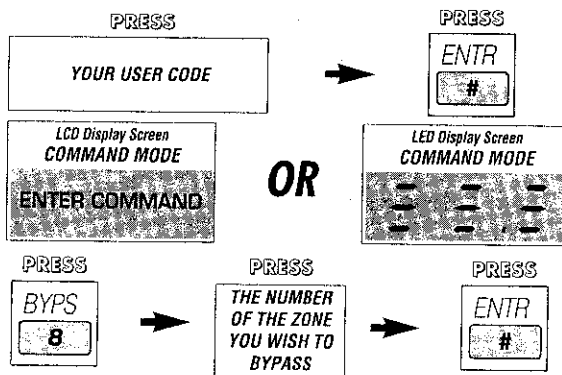 PRESS PRESS
YOUR USER CODE
ENTR
#
LCD Display Screen
COMMAND MODE
ENTER COMMAND
OR
LED Display Screen
COMMAND MODE
PRESS PRESS PRESS
BYPS
8
THE NUMBER
OF THE ZONE
YOU WISH TO
BYPASS
ENTR
#